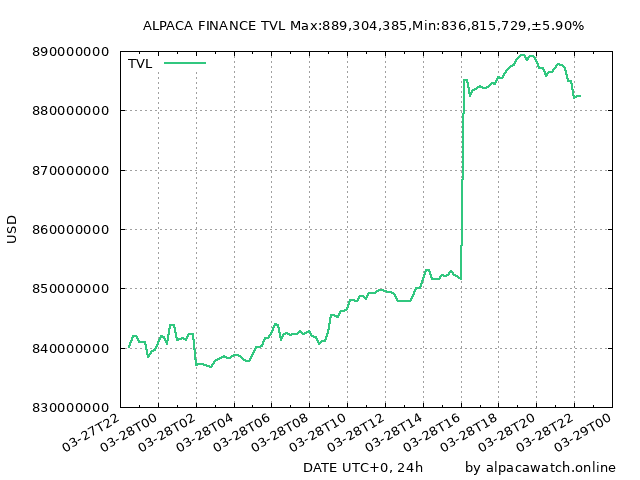 ALPACA FINANCE TVL Max:889,304,385,Min:836,815,729,±5.90%
890000000
TVL
880000000
870000000
860000000
USD
850000000
840000000
830000000
03-27T22
03-28T00
03-28T02
03-28T04
03-28T06
03-28T08
03-28T10
03-28T12
03-28T14
03-28T16
03-28T18
03-28T20
03-28T22
03-29T00
DATE UTC+0, 24h
by alpacawatch.online